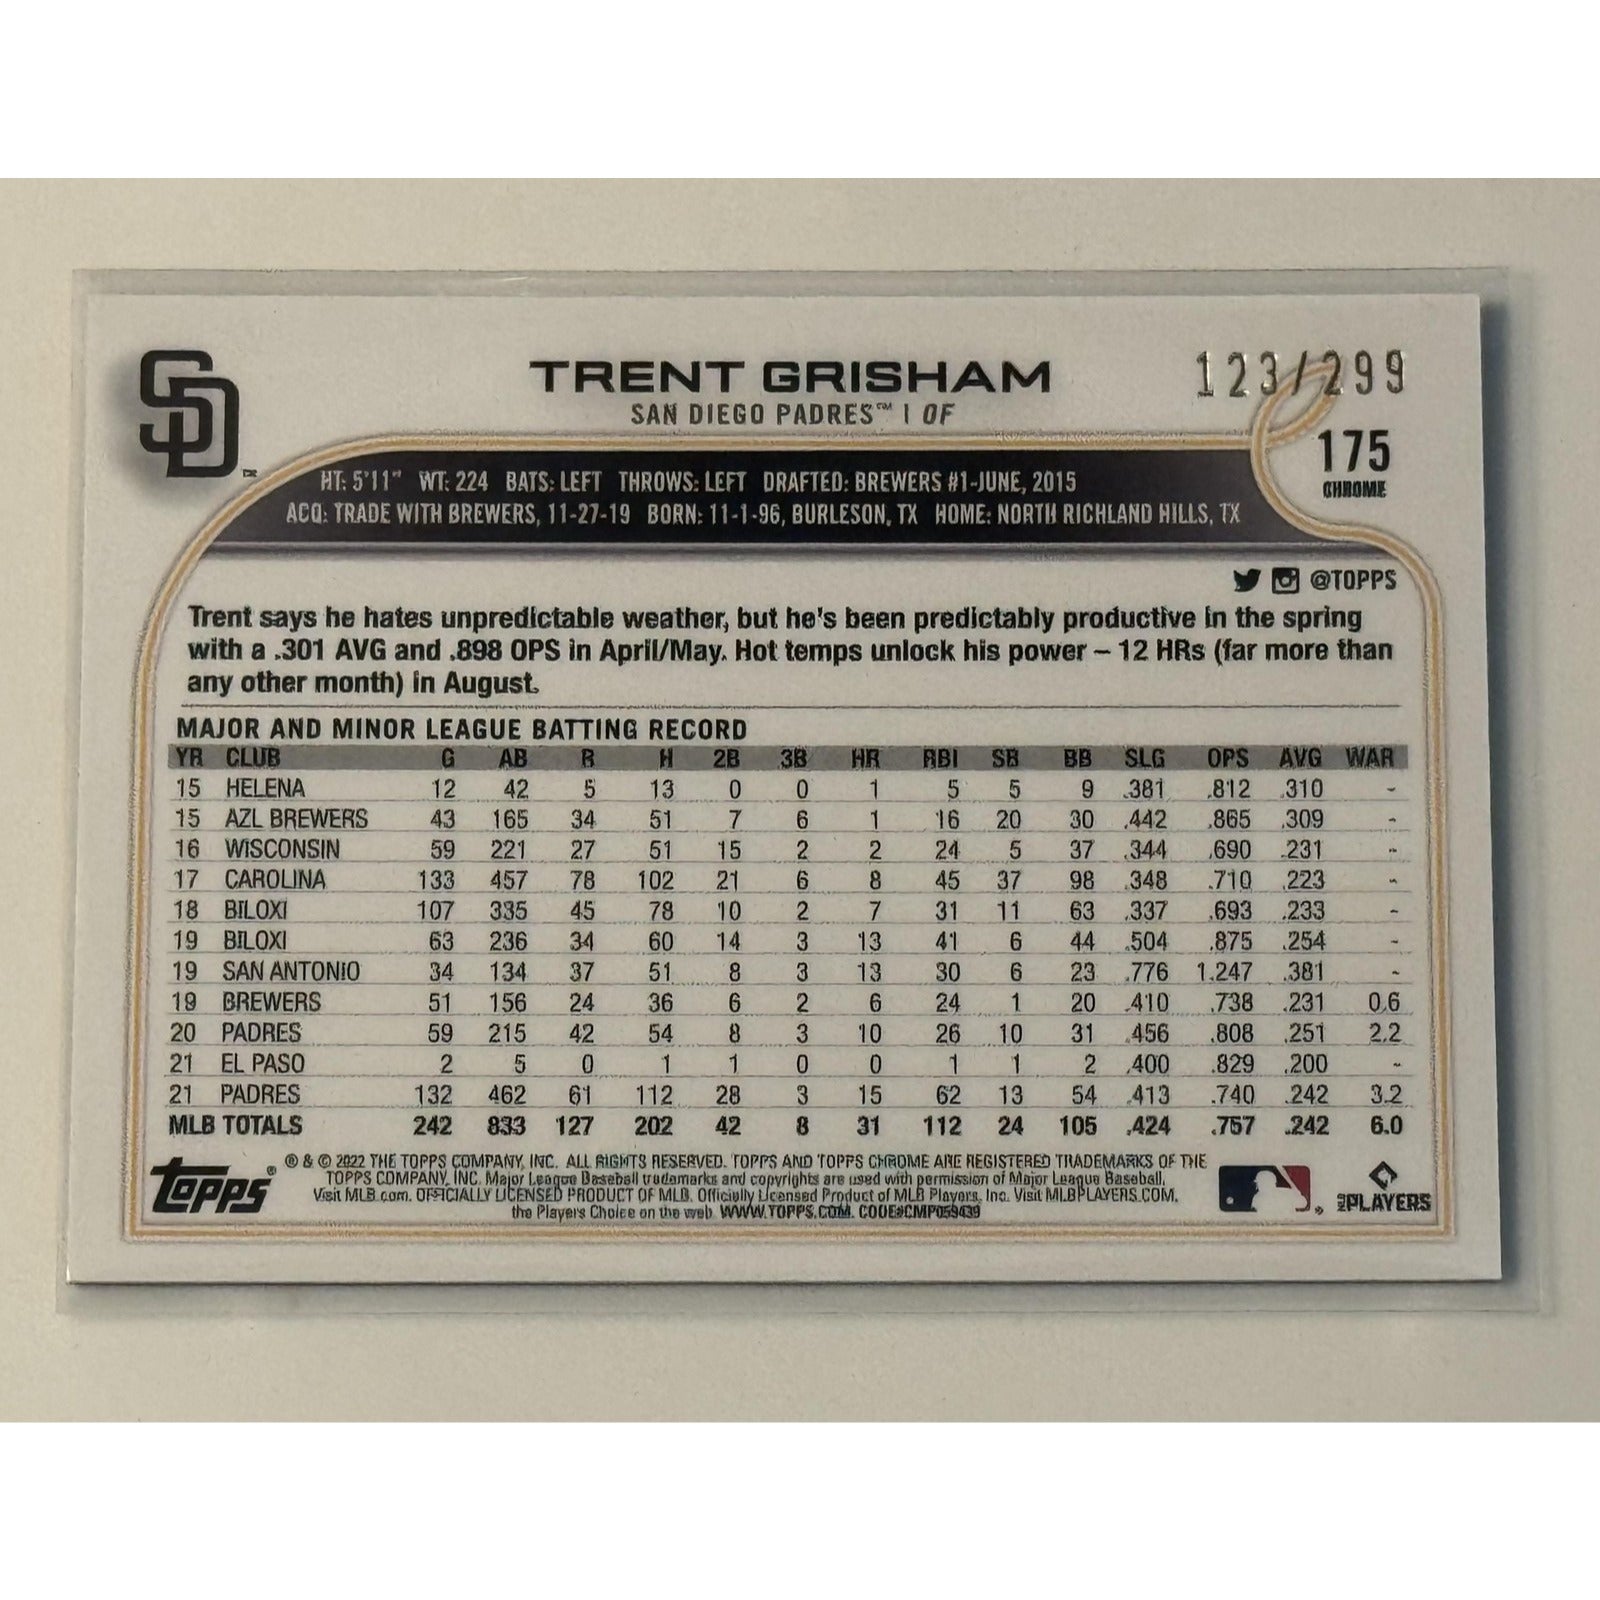 SD ™
TRENT GRISHAM
123/299
SAN DIEGO PADRES™ | OF
175
CHROME
HT: 5'11" WT: 224 BATS: LEFT THROWS: LEFT DRAFTED: BREWERS #1-JUNE, 2015
ACQ: TRADE WITH BREWERS, 11-27-19 BORN: 11-1-96, BURLESON, TX HOME: NORTH RICHLAND HILLS, TX
@TOPPS
Trent says he hates unpredictable weather, but he's been predictably productive in the spring
with a .301 AVG and .898 OPS in April/May. Hot temps unlock his power – 12 HRs (far more than
any other month) in August.
MAJOR AND MINOR LEAGUE BATTING RECORD
YR CLUB G AB R H 2B 3B HR RBI SB BB SLG OPS AVG WAR
15 HELENA 12 42 5 13 0 0 1 5 5 9 .381 .812 .310 -
15 AZL BREWERS 43 165 34 51 7 6 1 16 20 30 .442 .865 .309 -
16 WISCONSIN 59 221 27 51 15 2 2 24 5 37 .344 .690 .231 -
17 CAROLINA 133 457 78 102 21 6 8 45 37 98 .348 .710 .223 -
18 BILOXI 107 335 45 78 10 2 7 31 11 63 .337 .693 .233 -
19 BILOXI 63 236 34 60 14 3 13 41 6 44 .504 .875 .254 -
19 SAN ANTONIO 34 134 37 51 8 3 13 30 6 23 .776 1.247 .381 -
19 BREWERS 51 156 24 36 6 2 6 24 1 20 .410 .738 .231 0.6
20 PADRES 59 215 42 54 8 3 10 26 10 31 .456 .808 .251 2.2
21 EL PASO 2 5 0 1 1 0 0 1 1 2 .400 .829 .200 -
21 PADRES 132 462 61 112 28 3 15 62 13 54 .413 .740 .242 3.2
MLB TOTALS 242 833 127 202 42 8 31 112 24 105 .424 .757 .242 6.0
Topps®
® & © 2022 THE TOPPS COMPANY, INC. ALL RIGHTS RESERVED. TOPPS AND TOPPS CHROME ARE REGISTERED TRADEMARKS OF THE
TOPPS COMPANY, INC. Major League Baseball trademarks and copyrights are used with permission of Major League Baseball.
Visit MLB.com. OFFICIALLY LICENSED PRODUCT OF MLB. Officially Licensed Product of MLB Players, Inc. Visit MLBPLAYERS.COM,
the Players Choice on the web. WWW.TOPPS.COM. CODE#CMP059439
MLB PLAYERS